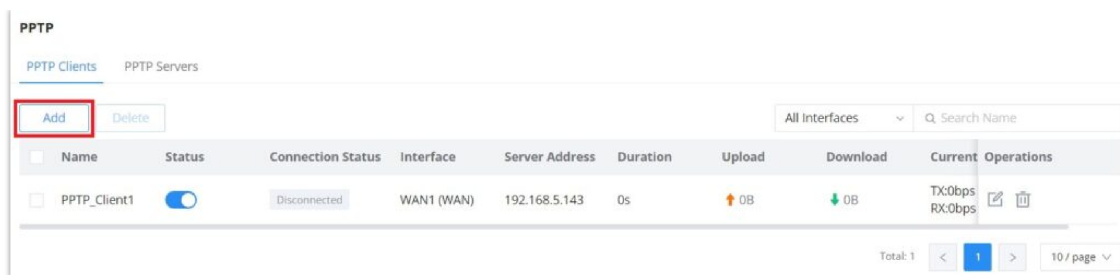 PPTP
PPTP Clients PPTP Servers
Add Delete All Interfaces Search Name
Name Status Connection Status Interface Server Address Duration Upload Download Current Operations
PPTP_Client1 Disconnected WAN1 (WAN) 192.168.5.143 0s 0B 0B TX:0bps
RX:0bps
Total: 1 < 1 > 10 / page